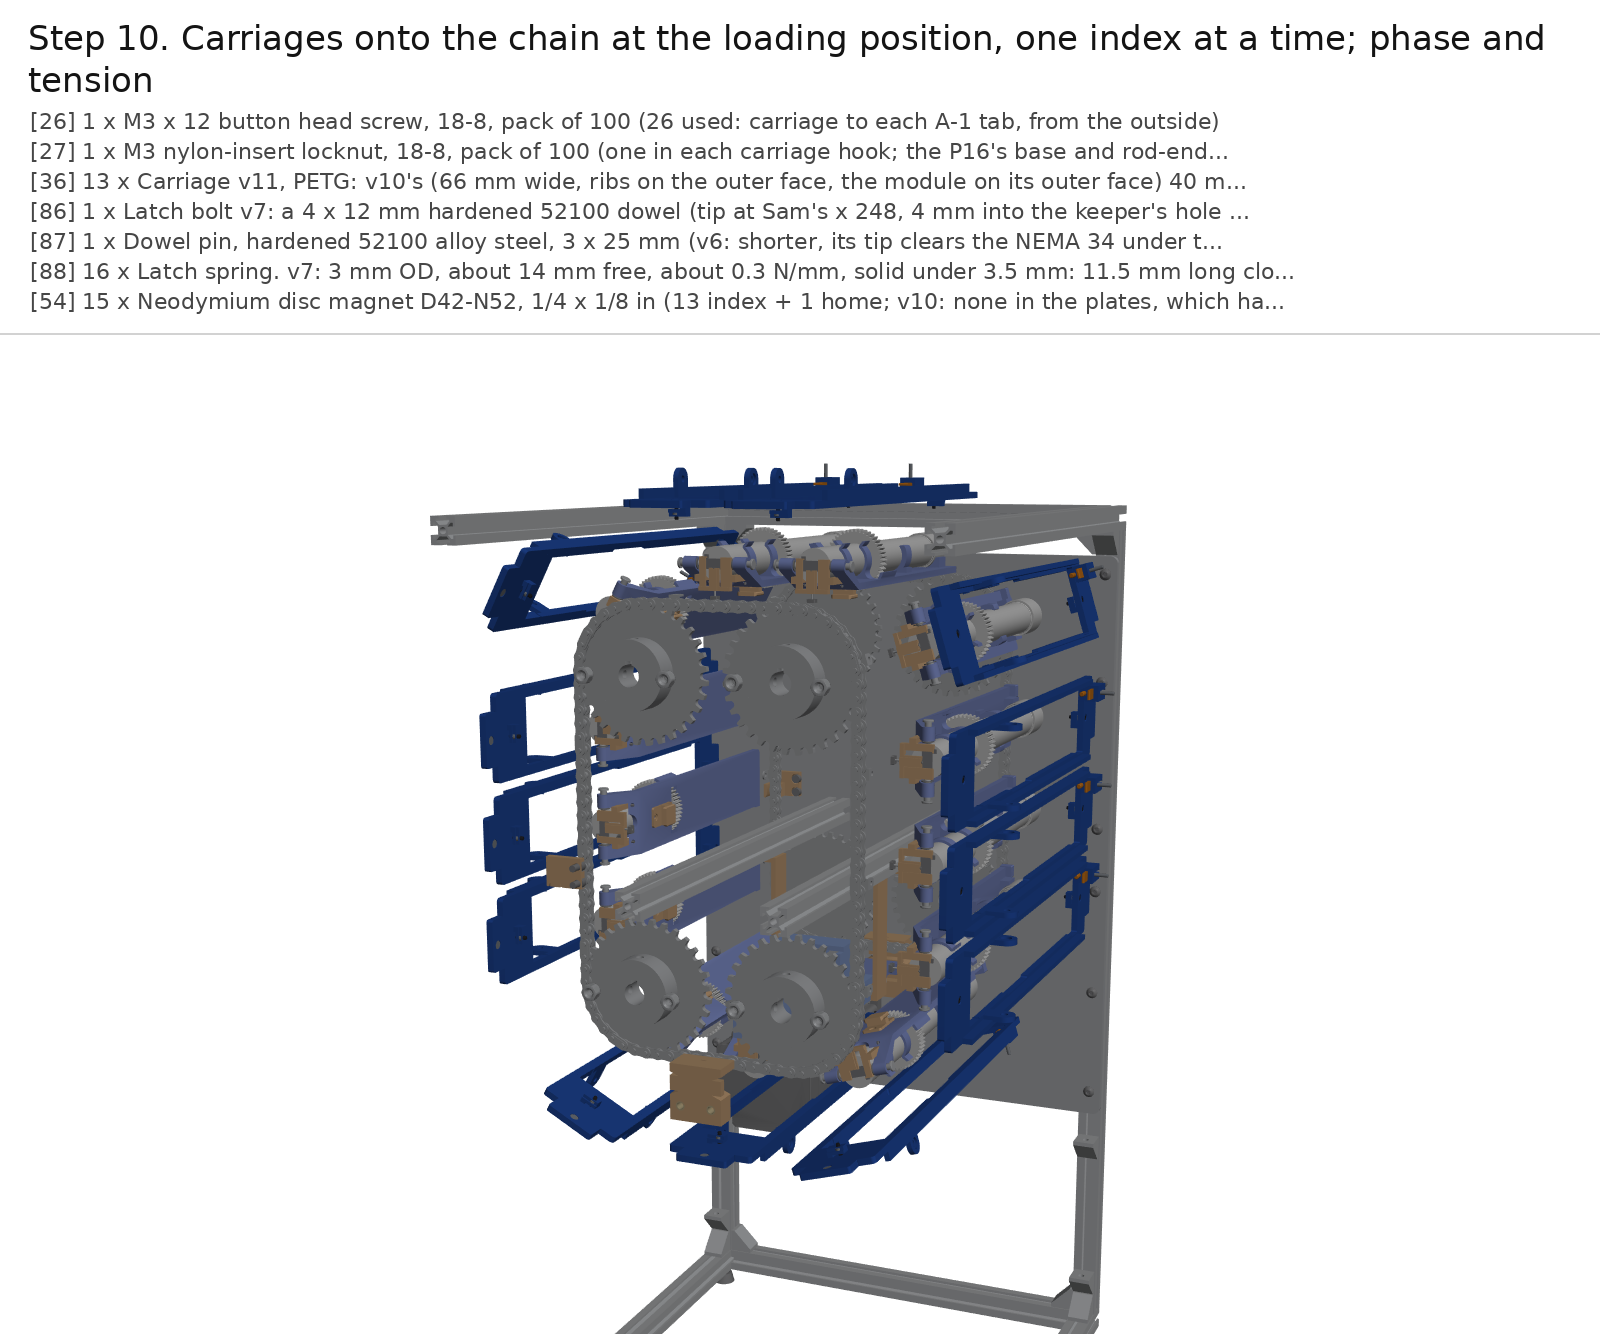 Step 10. Carriages onto the chain at the loading position, one index at a time; phase and
tension
[26] 1 x M3 x 12 button head screw, 18-8, pack of 100 (26 used: carriage to each A-1 tab, from the outside)
[27] 1 x M3 nylon-insert locknut, 18-8, pack of 100 (one in each carriage hook; the P16's base and rod-end...
[36] 13 x Carriage v11, PETG: v10's (66 mm wide, ribs on the outer face, the module on its outer face) 40 m...
[86] 1 x Latch bolt v7: a 4 x 12 mm hardened 52100 dowel (tip at Sam's x 248, 4 mm into the keeper's hole ...
[87] 1 x Dowel pin, hardened 52100 alloy steel, 3 x 25 mm (v6: shorter, its tip clears the NEMA 34 under t...
[88] 16 x Latch spring. v7: 3 mm OD, about 14 mm free, about 0.3 N/mm, solid under 3.5 mm: 11.5 mm long clo...
[54] 15 x Neodymium disc magnet D42-N52, 1/4 x 1/8 in (13 index + 1 home; v10: none in the plates, which ha...